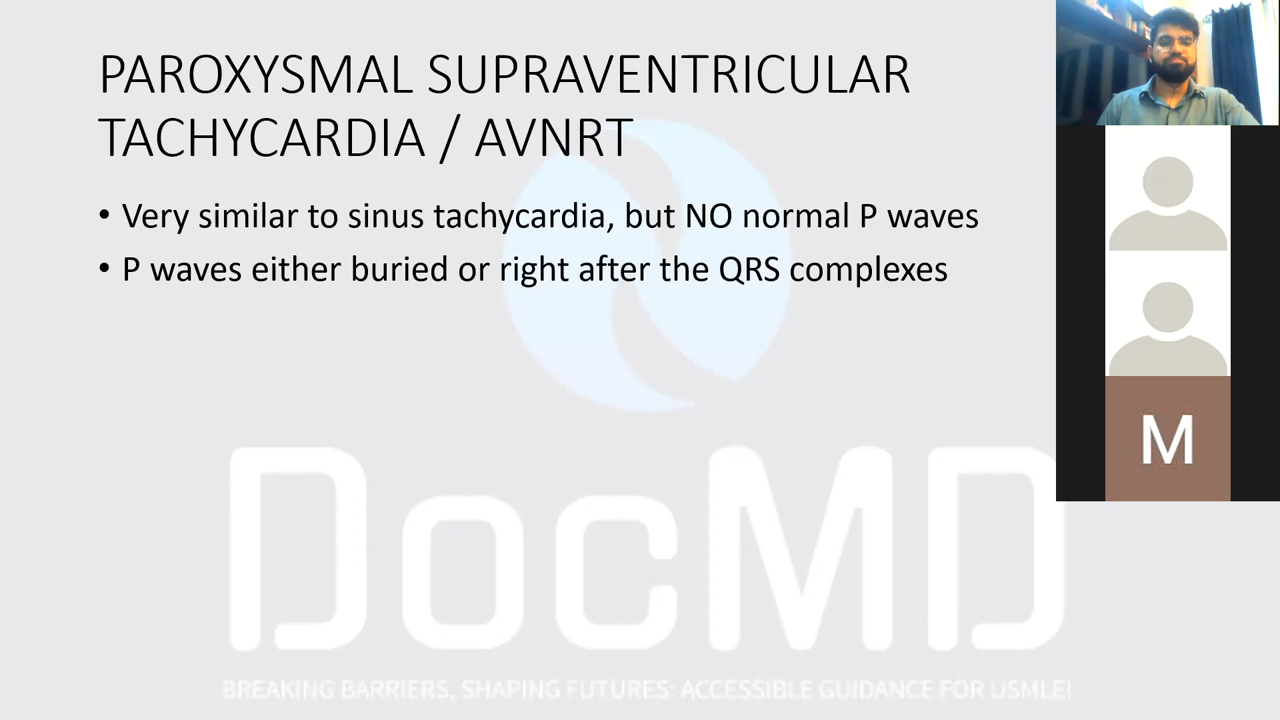 PAROXYSMAL SUPRAVENTRICULAR
TACHYCARDIA / AVNRT
• Very similar to sinus tachycardia, but NO normal P waves
• P waves either buried or right after the QRS complexes
M
DocMD
BREAKING BARRIERS, SHAPING FUTURES: ACCESSIBLE GUIDANCE FOR USMLE!